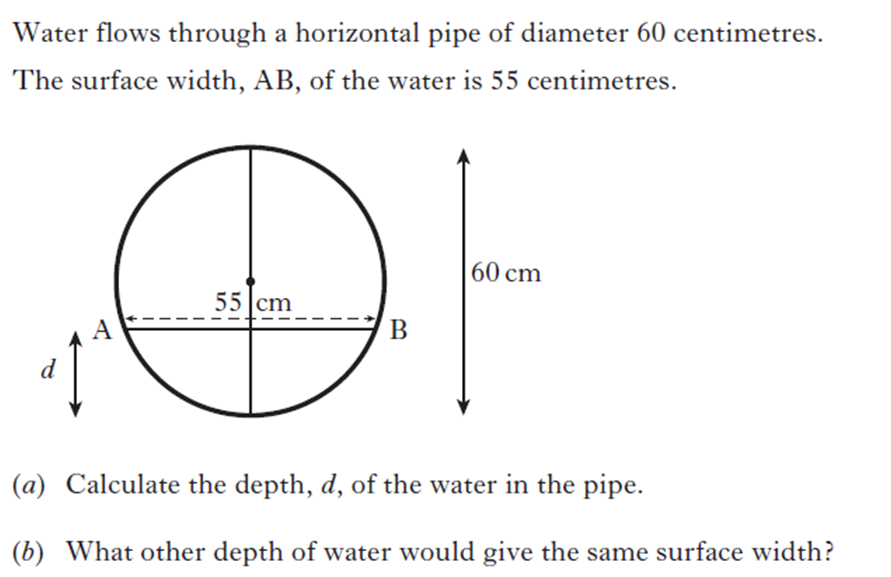 Water flows through a horizontal pipe of diameter 60 centimetres.
The surface width, AB, of the water is 55 centimetres.
60 cm
55 cm
A
B
d
(a) Calculate the depth, d, of the water in the pipe.
(b) What other depth of water would give the same surface width?